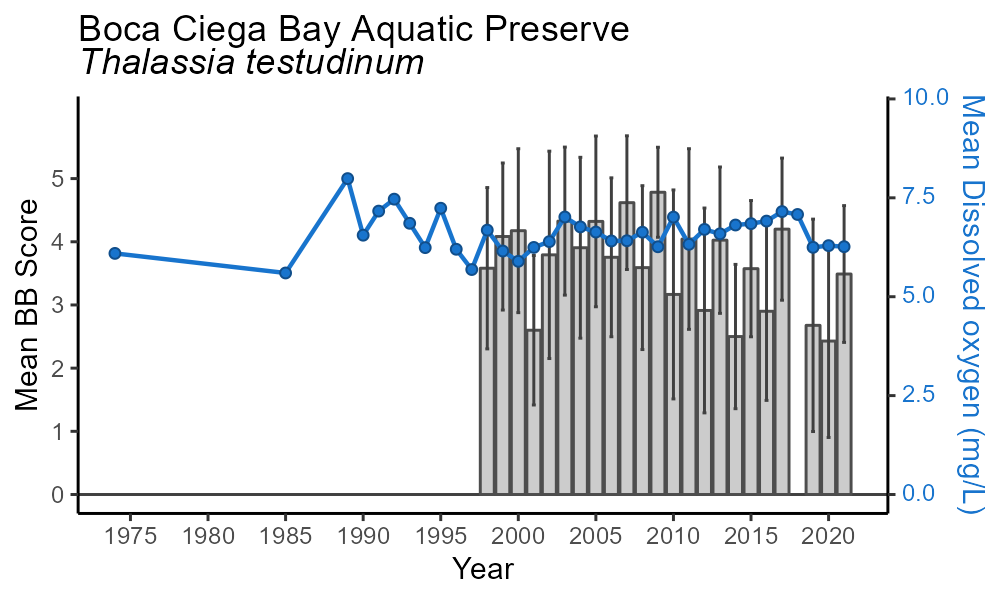 Boca Ciega Bay Aquatic Preserve
Thalassia testudinum
Mean BB Score
5
4
3
2
1
0
10.0
7.5
5.0
2.5
0.0
Mean Dissolved oxygen (mg/L)
1975 1980 1985 1990 1995 2000 2005 2010 2015 2020
Year